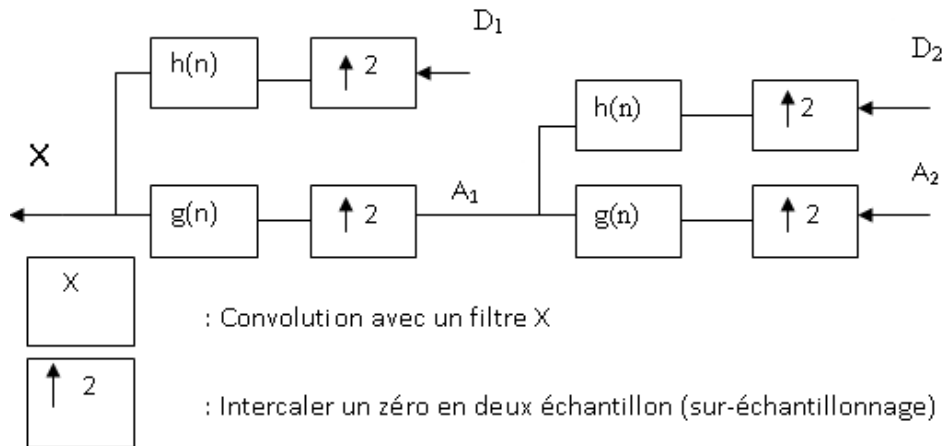 D₁
h(n) ↑ 2
D₂
h(n) ↑ 2
X
A₁
A₂
g(n) ↑ 2
g(n) ↑ 2
X
: Convolution avec un filtre X
↑ 2
: Intercaler un zéro en deux échantillon (sur-échantillonnage)